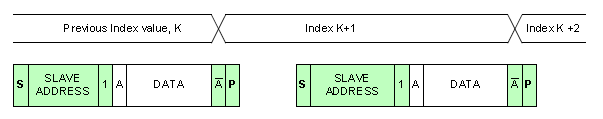 Previous Index value, K Index K+1 Index K +2
S SLAVE ADDRESS 1 A DATA A̅ P S SLAVE ADDRESS 1 A DATA A̅ P